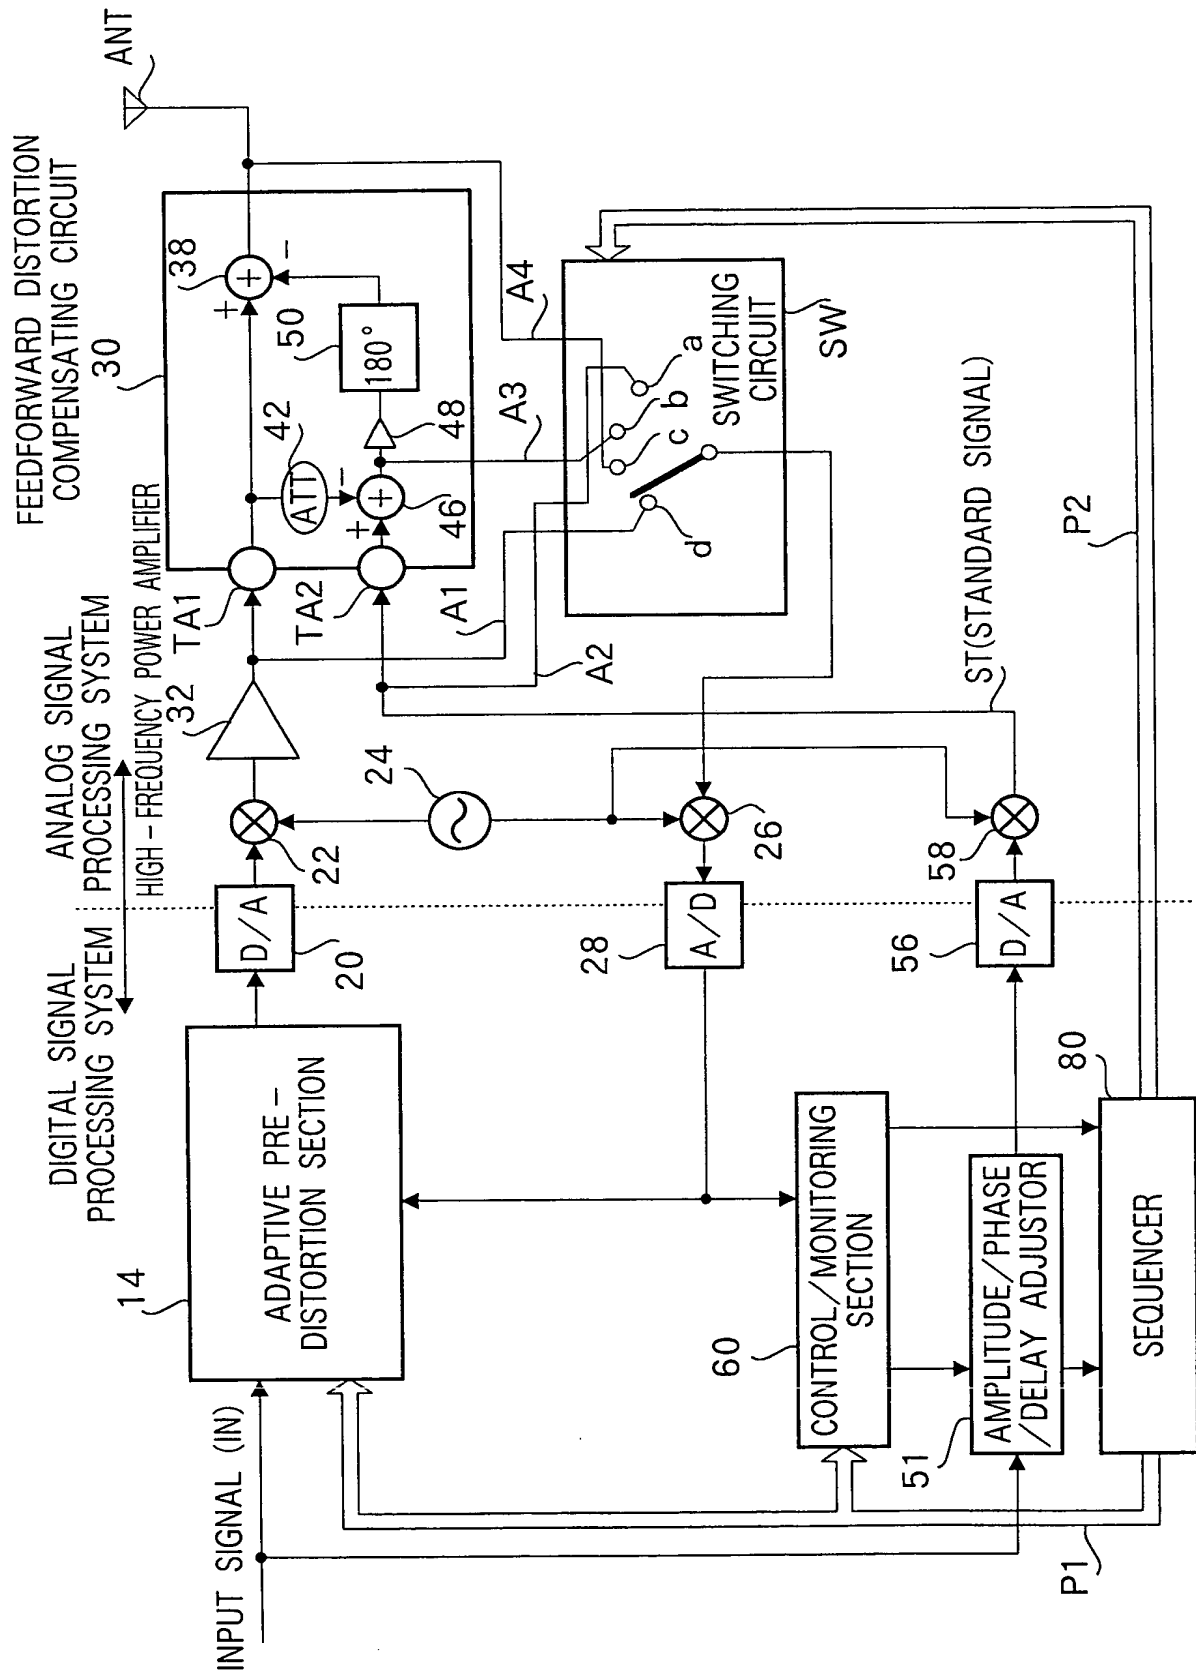 DIGITAL SIGNAL
PROCESSING SYSTEM
ANALOG SIGNAL
PROCESSING SYSTEM
HIGH-FREQUENCY POWER AMPLIFIER
FEEDFORWARD DISTORTION
COMPENSATING CIRCUIT
30
ANT
INPUT SIGNAL (IN)
14
ADAPTIVE PRE-
DISTORTION SECTION
D/A
20
22
32
TA1
+
38
+
−
ATT
42
50
180°
24
TA2
+
−
+
46
48
A1
A2
A3
A4
28
A/D
26
a
b
c
d
SWITCHING
CIRCUIT
SW
60
CONTROL/MONITORING
SECTION
51
AMPLITUDE/PHASE
/DELAY ADJUSTOR
56
D/A
58
ST(STANDARD SIGNAL)
80
SEQUENCER
P1
P2